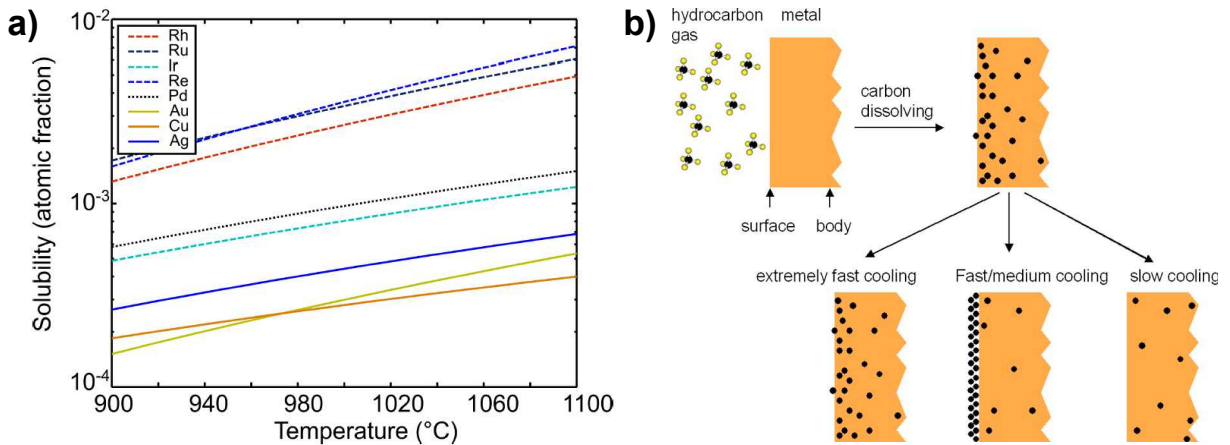 a)
10⁻²
10⁻³
10⁻⁴
Solubility (atomic fraction)
Rh
Ru
Ir
Re
Pd
Au
Cu
Ag
900 940 980 1020 1060 1100
Temperature (°C)
b)
hydrocarbon
gas
metal
carbon
dissolving
surface body
extremely fast cooling
Fast/medium cooling
slow cooling